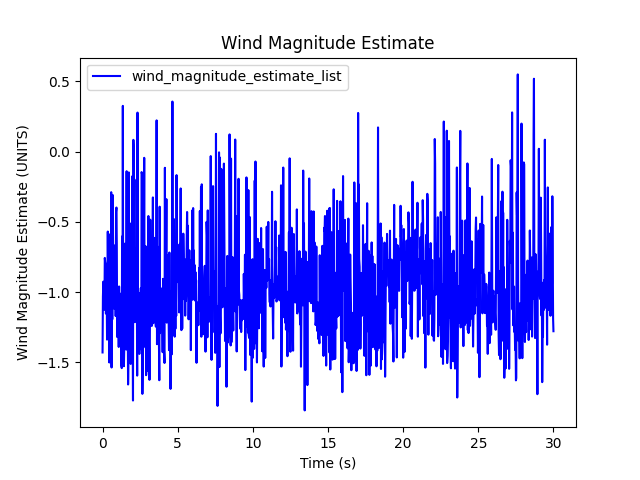 Wind Magnitude Estimate
wind_magnitude_estimate_list
Wind Magnitude Estimate (UNITS)
0.5
0.0
−0.5
−1.0
−1.5
0 5 10 15 20 25 30
Time (s)